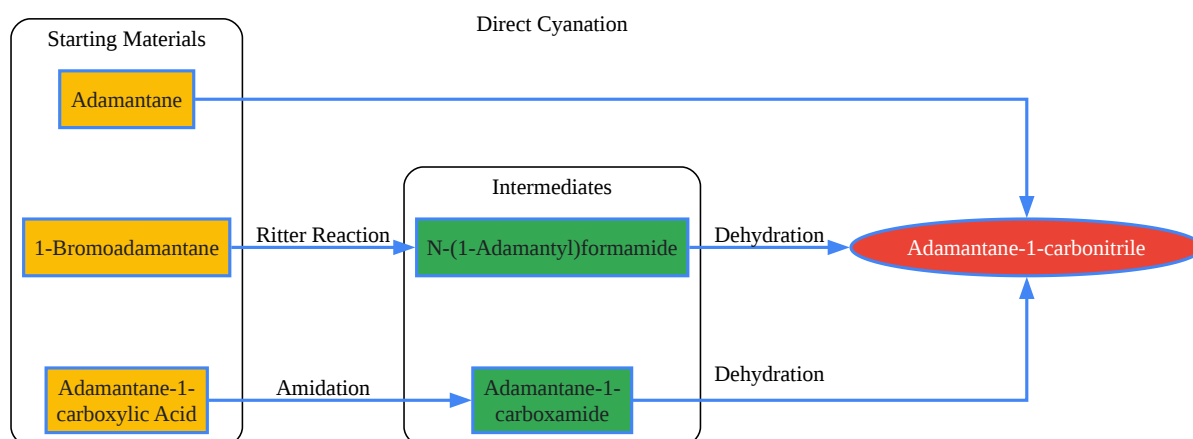 Direct Cyanation
Starting Materials
Adamantane
Intermediates
1-Bromoadamantane
Ritter Reaction
N-(1-Adamantyl)formamide
Dehydration
Adamantane-1-carbonitrile
Adamantane-1-
carboxylic Acid
Amidation
Adamantane-1-
carboxamide
Dehydration